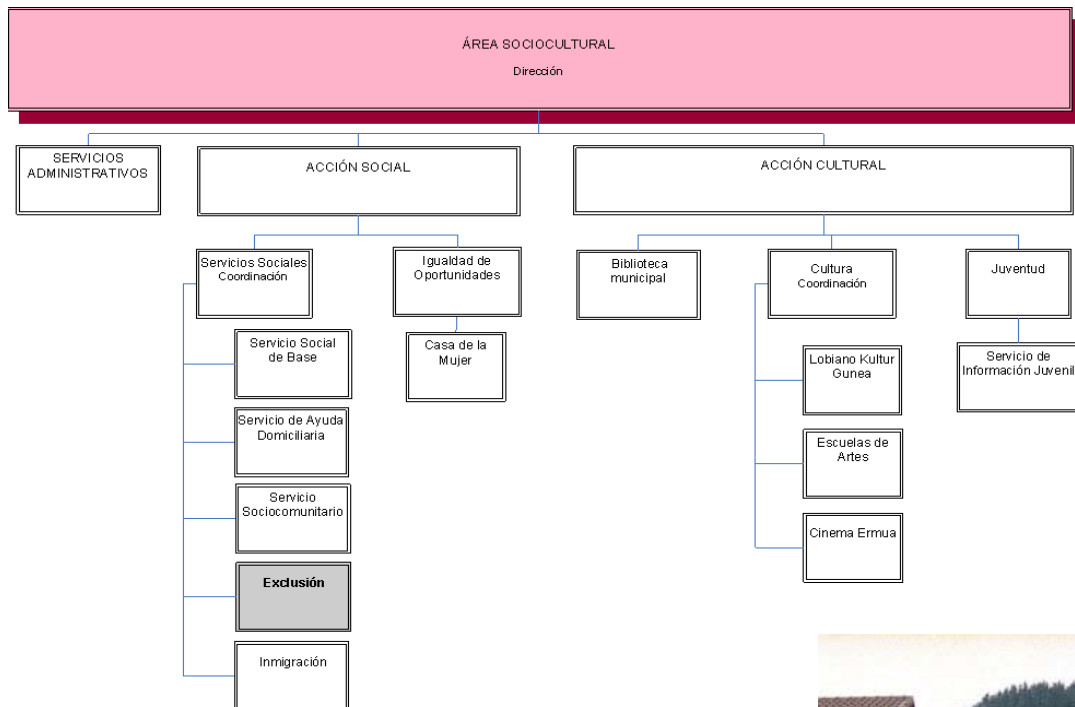 ÁREA SOCIOCULTURAL
Dirección
SERVICIOS
ADMINISTRATIVOS
ACCIÓN SOCIAL
ACCIÓN CULTURAL
Servicios Sociales
Coordinación
Igualdad de
Oportunidades
Biblioteca
municipal
Cultura
Coordinación
Juventud
Servicio Social
de Base
Casa de la
Mujer
Lobiano Kultur
Gunea
Servicio de
Información Juvenil
Servicio de Ayuda
Domiciliaria
Escuelas de
Artes
Servicio
Sociocomunitario
Cinema Ermua
Exclusión
Inmigración